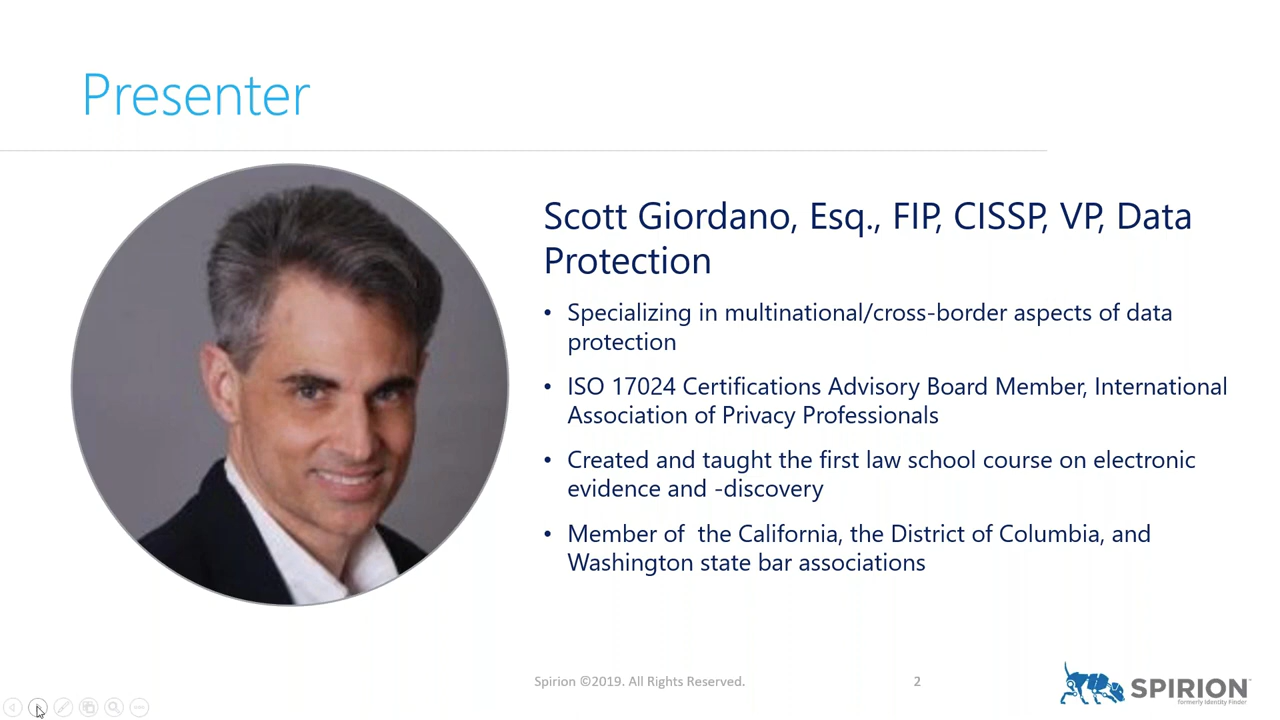 Presenter
Scott Giordano, Esq., FIP, CISSP, VP, Data
Protection
• Specializing in multinational/cross-border aspects of data
protection
• ISO 17024 Certifications Advisory Board Member, International
Association of Privacy Professionals
• Created and taught the first law school course on electronic
evidence and -discovery
• Member of  the California, the District of Columbia, and
Washington state bar associations
Spirion ©2019. All Rights Reserved.
2
SPIRION
formerly Identity Finder